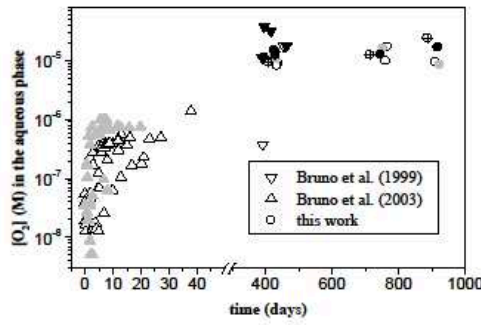 [O₂] (M) in the aqueous phase
10⁻⁵
10⁻⁶
10⁻⁷
10⁻⁸
Bruno et al. (1999)
Bruno et al. (2003)
this work
0 10 20 30 40 400 600 800 1000
time (days)